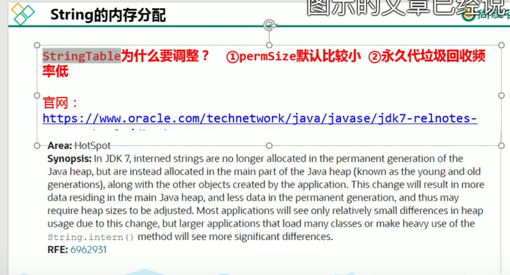 String的内存分配
图示的文章已经说
StringTable为什么要调整？ ①permSize默认比较小 ②永久代垃圾回收频
率低
官网：
https://www.oracle.com/technetwork/java/javase/jdk7-relnotes-
Area: HotSpot
Synopsis: In JDK 7, interned strings are no longer allocated in the permanent generation of the
Java heap, but are instead allocated in the main part of the Java heap (known as the young and old
generations), along with the other objects created by the application. This change will result in more
data residing in the main Java heap, and less data in the permanent generation, and thus may
require heap sizes to be adjusted. Most applications will see only relatively small differences in heap
usage due to this change, but larger applications that load many classes or make heavy use of the
String.intern() method will see more significant differences.
RFE: 6962931